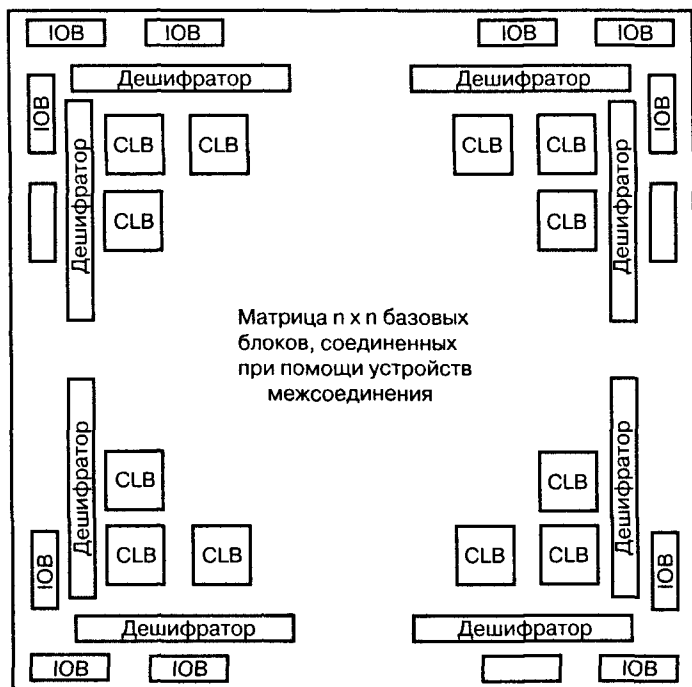 IOB
IOB
IOB
IOB
Дешифратор
Дешифратор
IOB
IOB
Дешифратор
CLB
CLB
CLB
CLB
Дешифратор
CLB
CLB
Матрица n x n базовых
блоков, соединенных
при помощи устройств
межсоединения
Дешифратор
CLB
CLB
Дешифратор
IOB
CLB
CLB
CLB
CLB
IOB
Дешифратор
Дешифратор
IOB
IOB
IOB